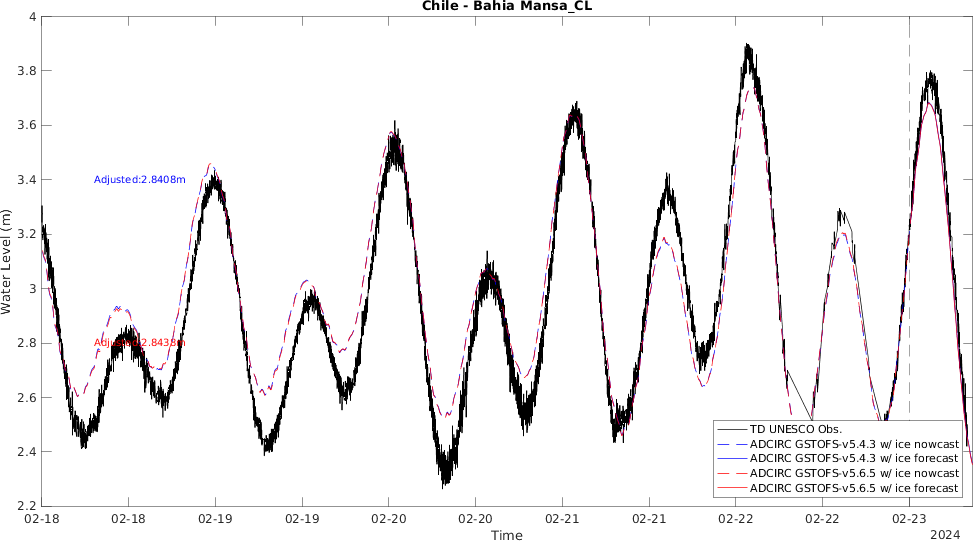 Chile - Bahia Mansa_CL
4
3.8
3.6
3.4
3.2
3
2.8
2.6
2.4
2.2
Water Level (m)
Adjusted:2.8408m
Adjusted:2.8438m
TD UNESCO Obs.
ADCIRC GSTOFS-v5.4.3 w/ ice nowcast
ADCIRC GSTOFS-v5.4.3 w/ ice forecast
ADCIRC GSTOFS-v5.6.5 w/ ice nowcast
ADCIRC GSTOFS-v5.6.5 w/ ice forecast
02-18 02-18 02-19 02-19 02-20 02-20 02-21 02-21 02-22 02-22 02-23
Time
2024